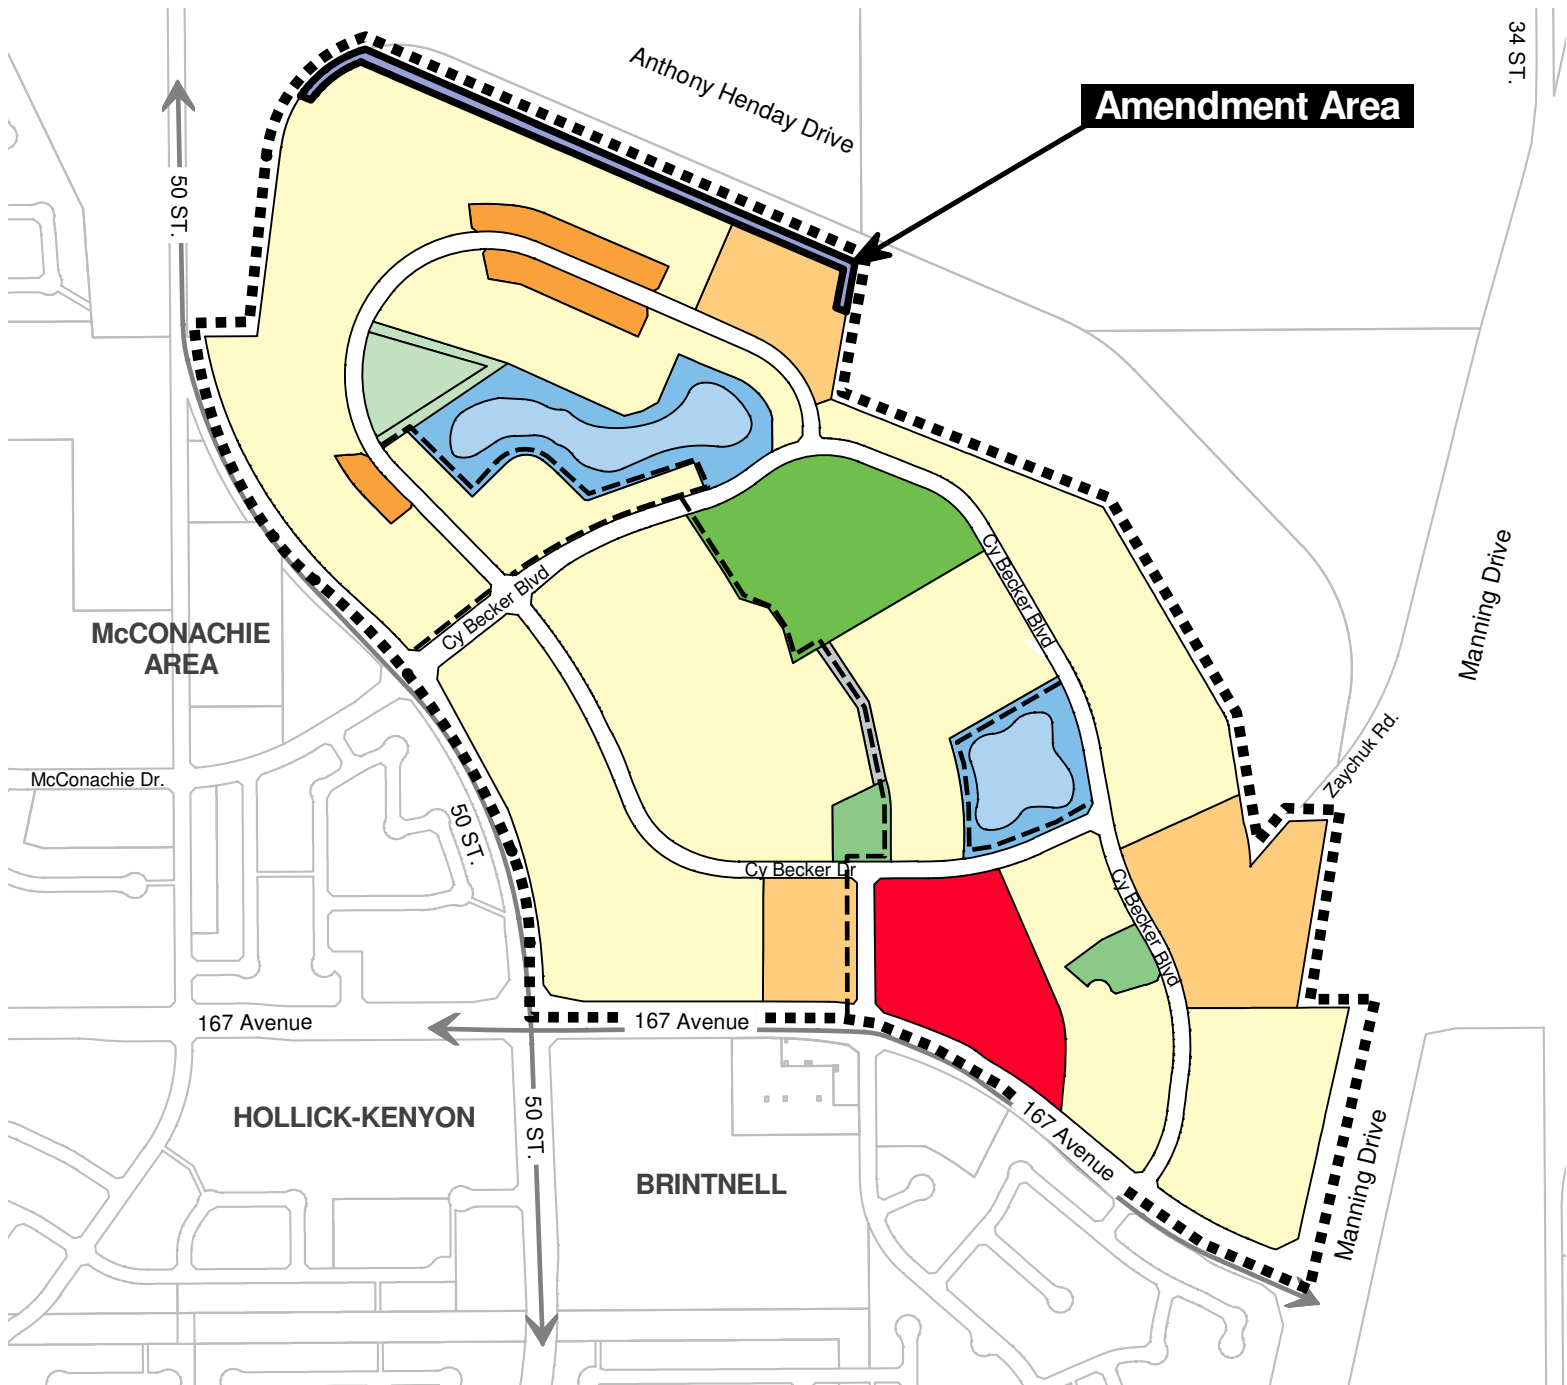 34 ST.
Anthony Henday Drive
Amendment Area
50 ST.
Manning Drive
Cy Becker Blvd
Cy Becker Blvd
McCONACHIE
AREA
Zaychuk Rd.
McConachie Dr.
50 ST.
Cy Becker Dr
Cy Becker Blvd
167 Avenue
167 Avenue
167 Avenue
HOLLICK-KENYON
50 ST.
BRINTNELL
Manning Drive